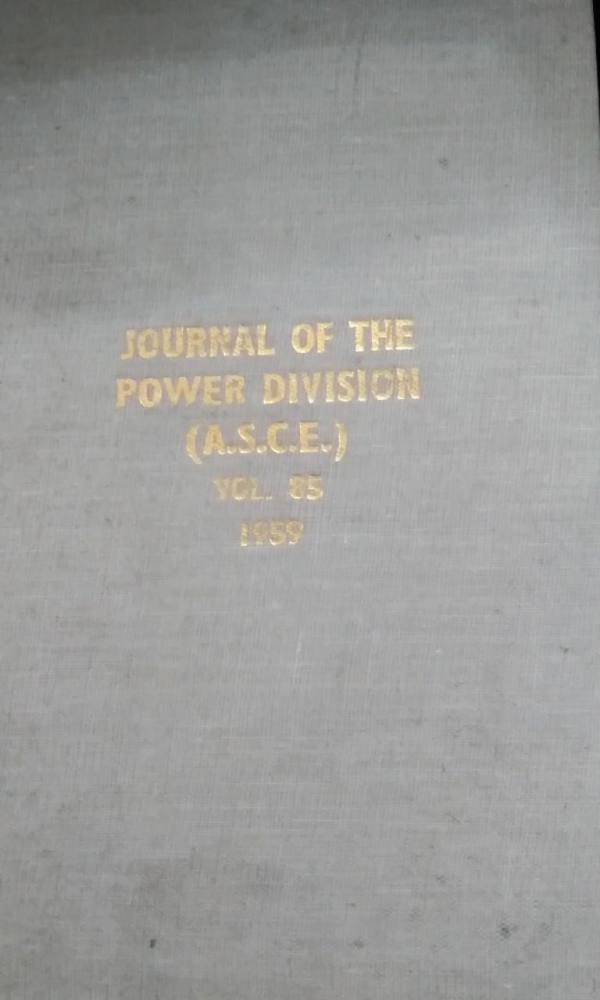 JOURNAL OF THE
POWER DIVISION
(A.S.C.E.)
VOL. 85
1959